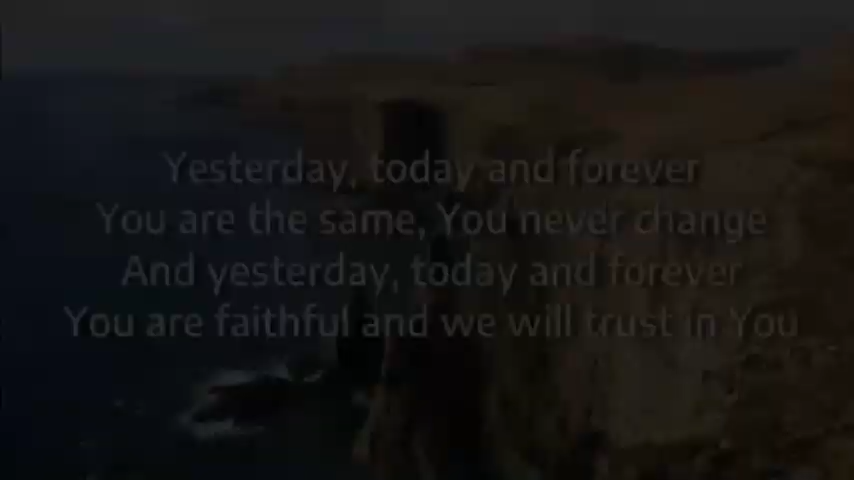 Yesterday, today and forever
You are the same, You never change
And yesterday, today and forever
You are faithful and we will trust in You